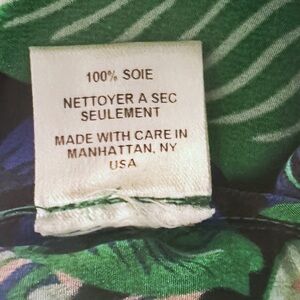 100% SOIE
NETTOYER A SEC
SEULEMENT
MADE WITH CARE IN
MANHATTAN, NY
USA